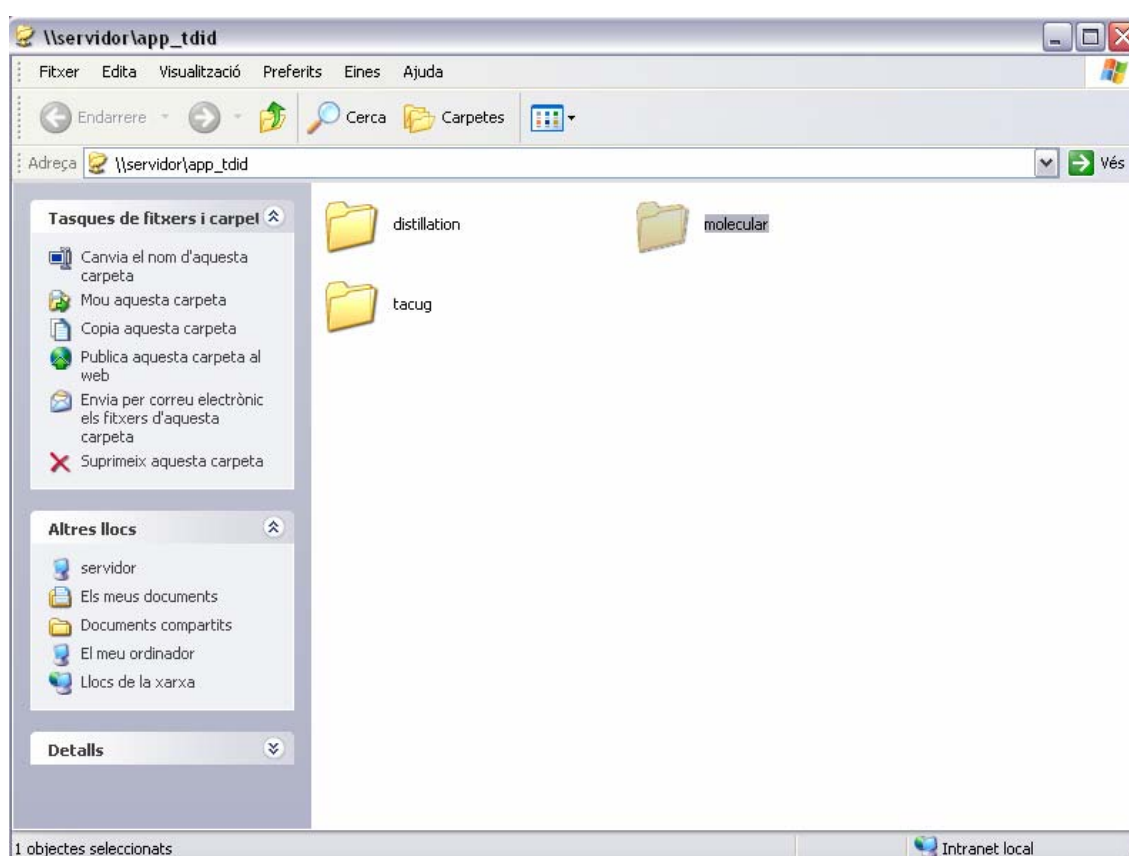 \\servidor\app_tdid
Fitxer Edita Visualització Preferits Eines Ajuda
Endarrere Cerca Carpetes
Adreça \\servidor\app_tdid Vés
Tasques de fitxers i carpet
Canvia el nom d'aquesta
carpeta
Mou aquesta carpeta
Copia aquesta carpeta
Publica aquesta carpeta al
web
Envia per correu electrònic
els fitxers d'aquesta
carpeta
Suprimeix aquesta carpeta
Altres llocs
servidor
Els meus documents
Documents compartits
El meu ordinador
Llocs de la xarxa
Detalls
distillation molecular
tacug
1 objectes seleccionats Intranet local